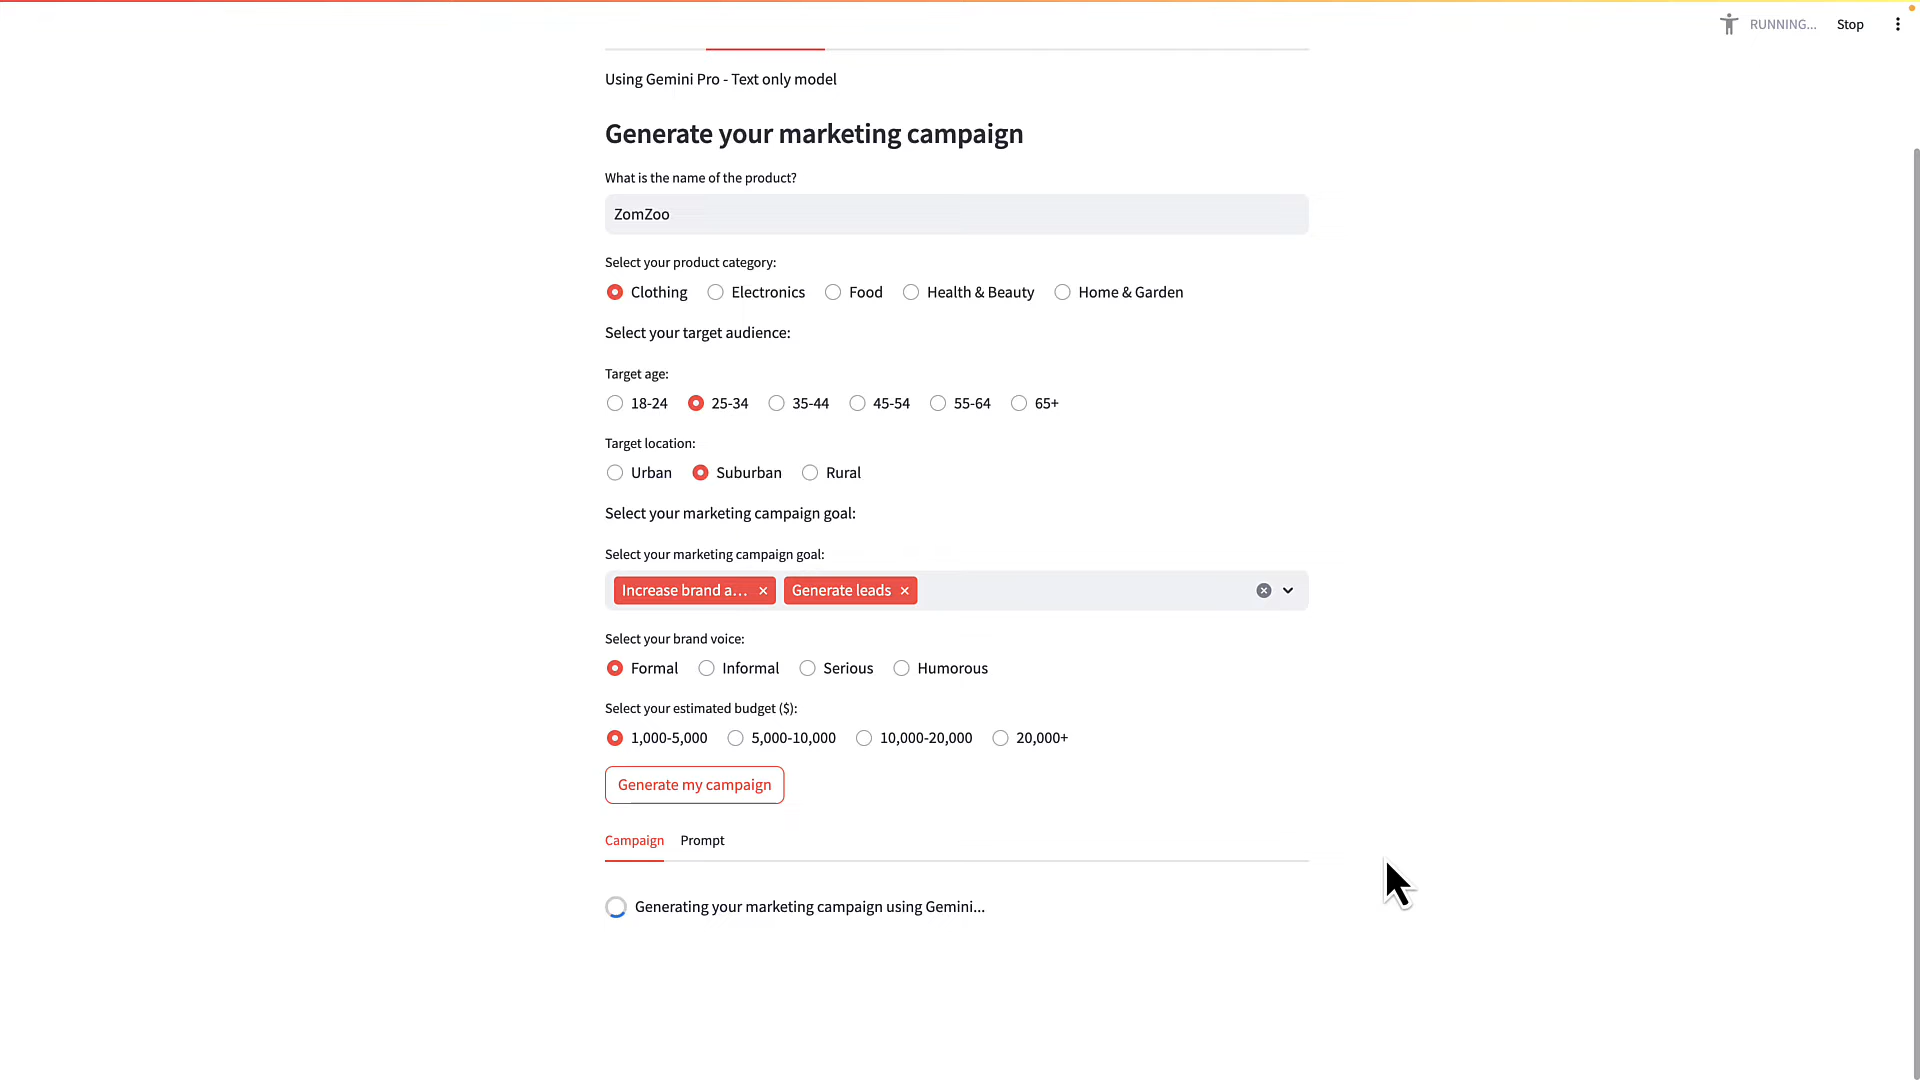 RUNNING... Stop
Using Gemini Pro - Text only model
Generate your marketing campaign
What is the name of the product?
ZomZoo
Select your product category:
Clothing Electronics Food Health & Beauty Home & Garden
Select your target audience:
Target age:
18-24 25-34 35-44 45-54 55-64 65+
Target location:
Urban Suburban Rural
Select your marketing campaign goal:
Select your marketing campaign goal:
Increase brand a... Generate leads
Select your brand voice:
Formal Informal Serious Humorous
Select your estimated budget ($):
1,000-5,000 5,000-10,000 10,000-20,000 20,000+
Generate my campaign
Campaign Prompt
Generating your marketing campaign using Gemini...